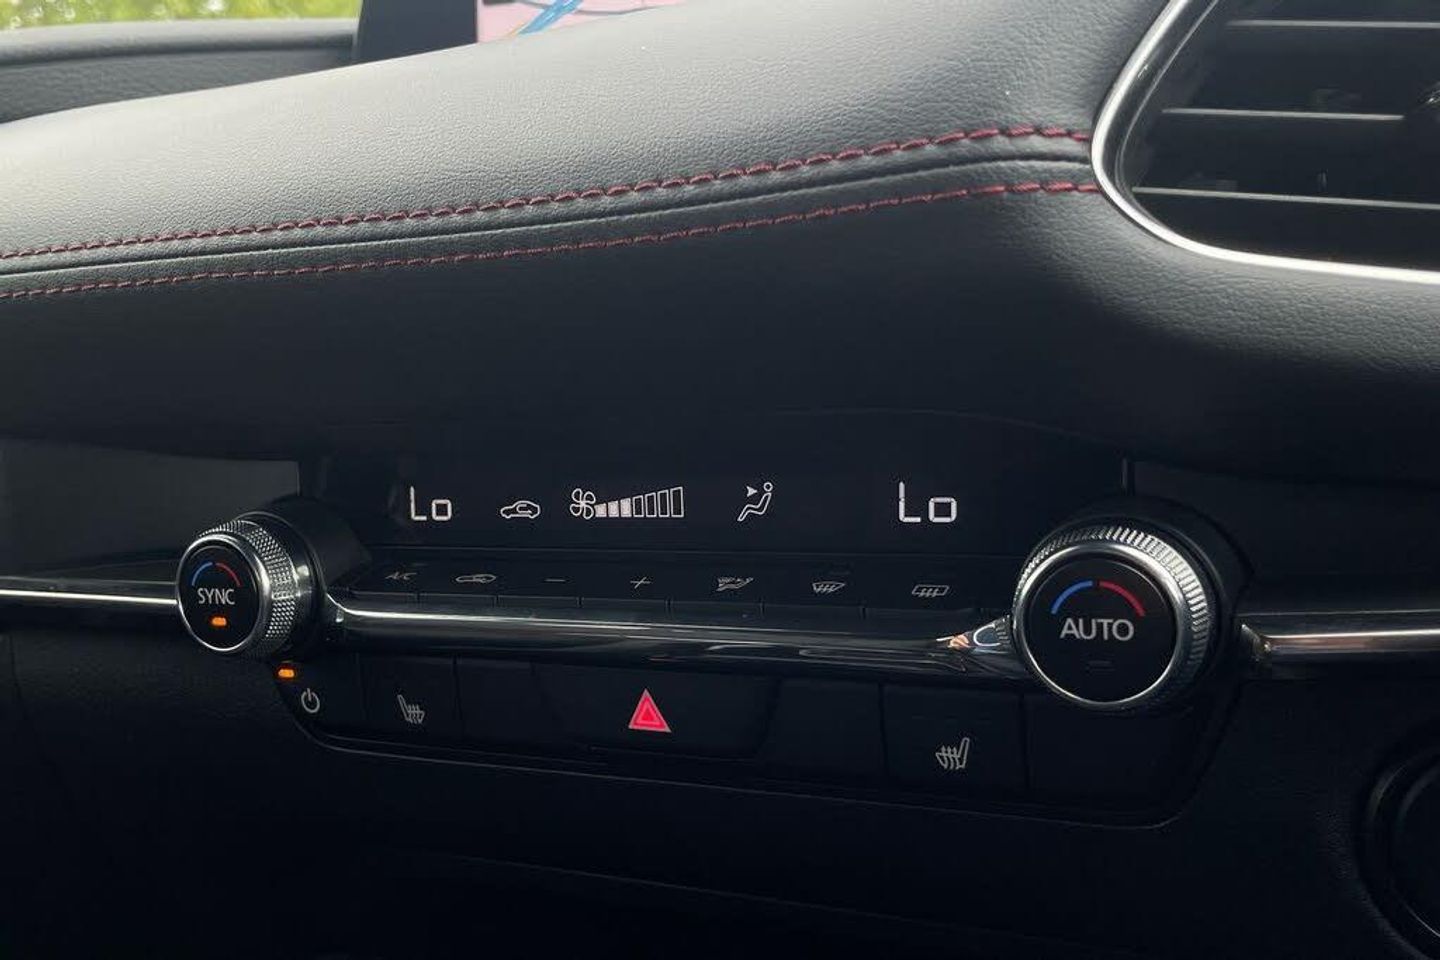 Lo Lo
A/C - +
SYNC
AUTO